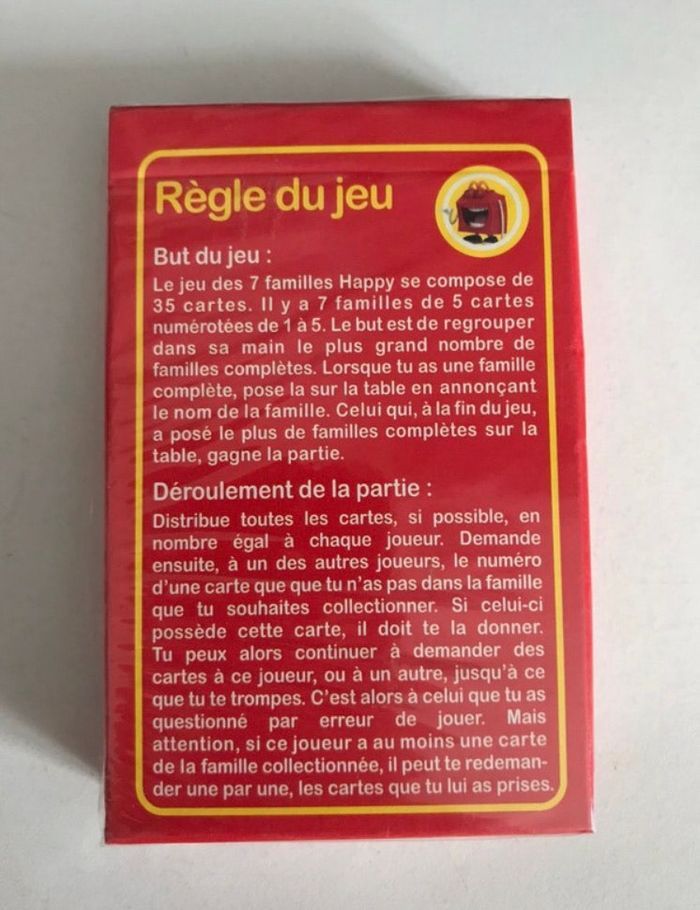 Règle du jeu
But du jeu :
Le jeu des 7 familles Happy se compose de
35 cartes. Il y a 7 familles de 5 cartes
numérotées de 1 à 5. Le but est de regrouper
dans sa main le plus grand nombre de
familles complètes. Lorsque tu as une famille
complète, pose la sur la table en annonçant
le nom de la famille. Celui qui, à la fin du jeu,
a posé le plus de familles complètes sur la
table, gagne la partie.
Déroulement de la partie :
Distribue toutes les cartes, si possible, en
nombre égal à chaque joueur. Demande
ensuite, à un des autres joueurs, le numéro
d'une carte que que tu n'as pas dans la famille
que tu souhaites collectionner. Si celui-ci
possède cette carte, il doit te la donner.
Tu peux alors continuer à demander des
cartes à ce joueur, ou à un autre, jusqu'à ce
que tu te trompes. C'est alors à celui que tu as
questionné par erreur de jouer. Mais
attention, si ce joueur a au moins une carte
de la famille collectionnée, il peut te redeman-
der une par une, les cartes que tu lui as prises.